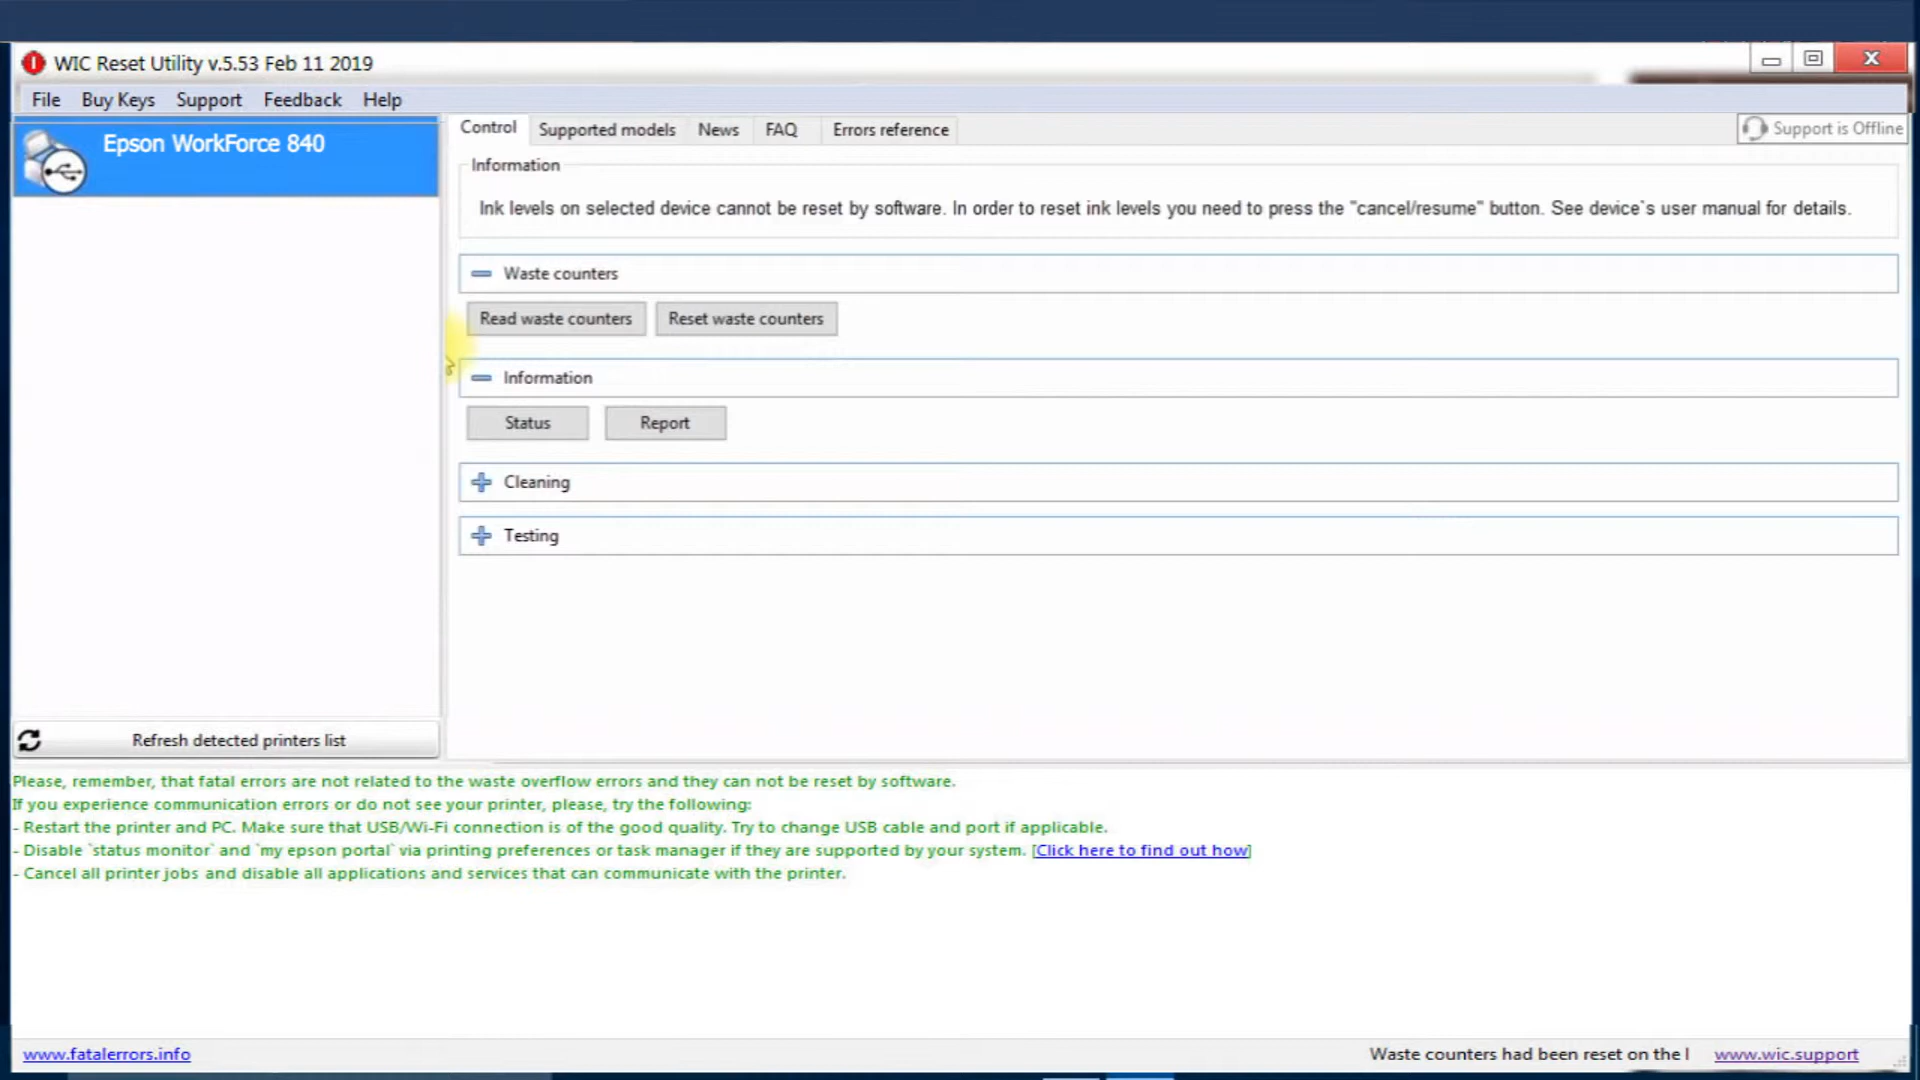 WIC Reset Utility v.5.53 Feb 11 2019
File Buy Keys Support Feedback Help
Epson WorkForce 840
Control Supported models News FAQ Errors reference
Support is Offline
Information
Ink levels on selected device cannot be reset by software. In order to reset ink levels you need to press the "cancel/resume" button. See device`s user manual for details.
Waste counters
Read waste counters Reset waste counters
Information
Status Report
Cleaning
Testing
Refresh detected printers list
Please, remember, that fatal errors are not related to the waste overflow errors and they can not be reset by software.
If you experience communication errors or do not see your printer, please, try the following:
- Restart the printer and PC. Make sure that USB/Wi-Fi connection is of the good quality. Try to change USB cable and port if applicable.
- Disable `status monitor` and `my epson portal` via printing preferences or task manager if they are supported by your system. [Click here to find out how]
- Cancel all printer jobs and disable all applications and services that can communicate with the printer.
www.fatalerrors.info
Waste counters had been reset on the
www.wic.support